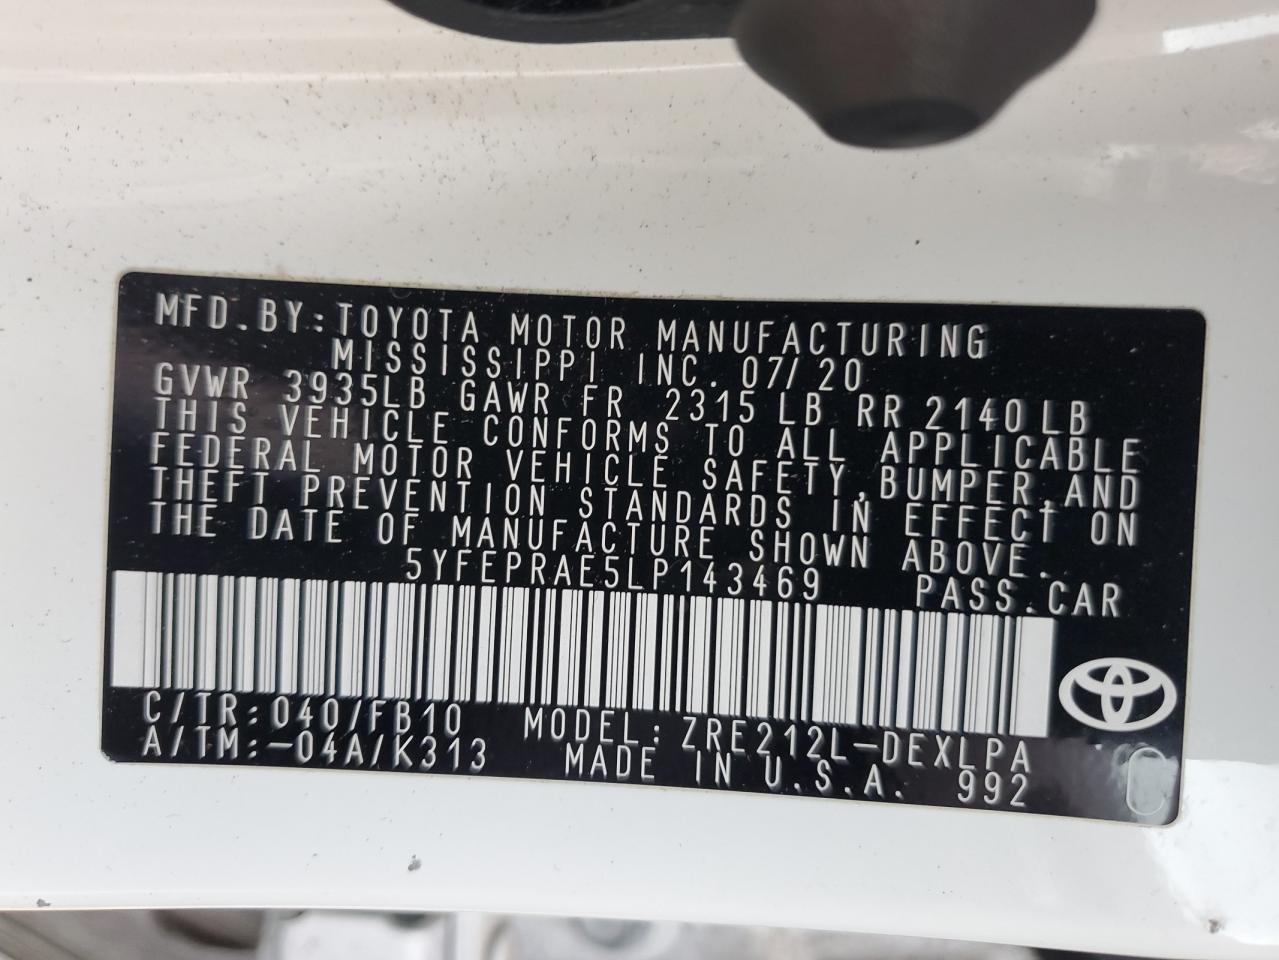 MFD.BY:TOYOTA MOTOR MANUFACTURING
MISSISSIPPI INC. 07/20
GVWR 3935LB GAWR FR 2315LB RR 2140LB
THIS VEHICLE CONFORMS TO ALL APPLICABLE
FEDERAL MOTOR VEHICLE SAFETY,BUMPER,AND
THEFT PREVENTION STANDARDS IN EFFECT ON
THE DATE OF MANUFACTURE SHOWN ABOVE.
5YFEPRAE5LP143469 PASS.CAR
C/TR:040/FB10 MODEL:ZRE212L-DEXLPA
A/TM:-04A/K313 MADE IN U.S.A. 992